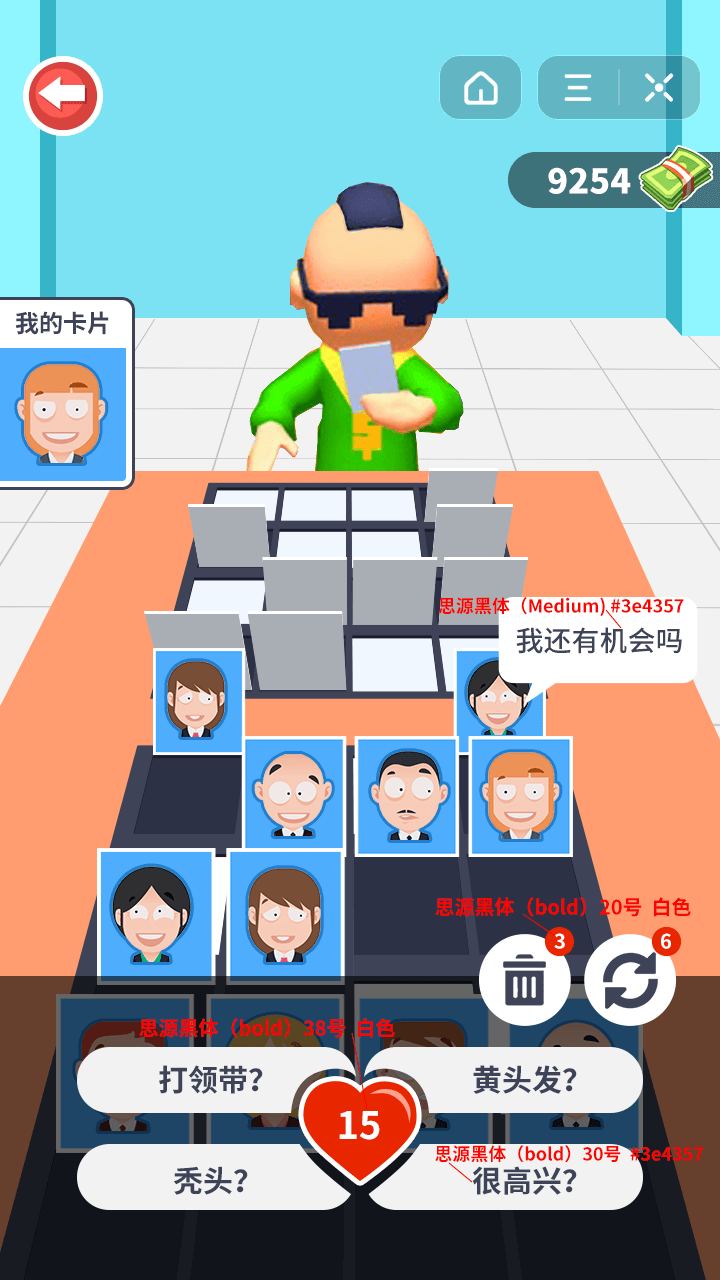 9254
我的卡片
思源黑体（Medium) #3e4357
我还有机会吗
思源黑体（bold）20号 白色
3
6
思源黑体（bold）38号 白色
打领带?
黄头发?
15
思源黑体（bold）30号 #3e4357
秃头?
很高兴?